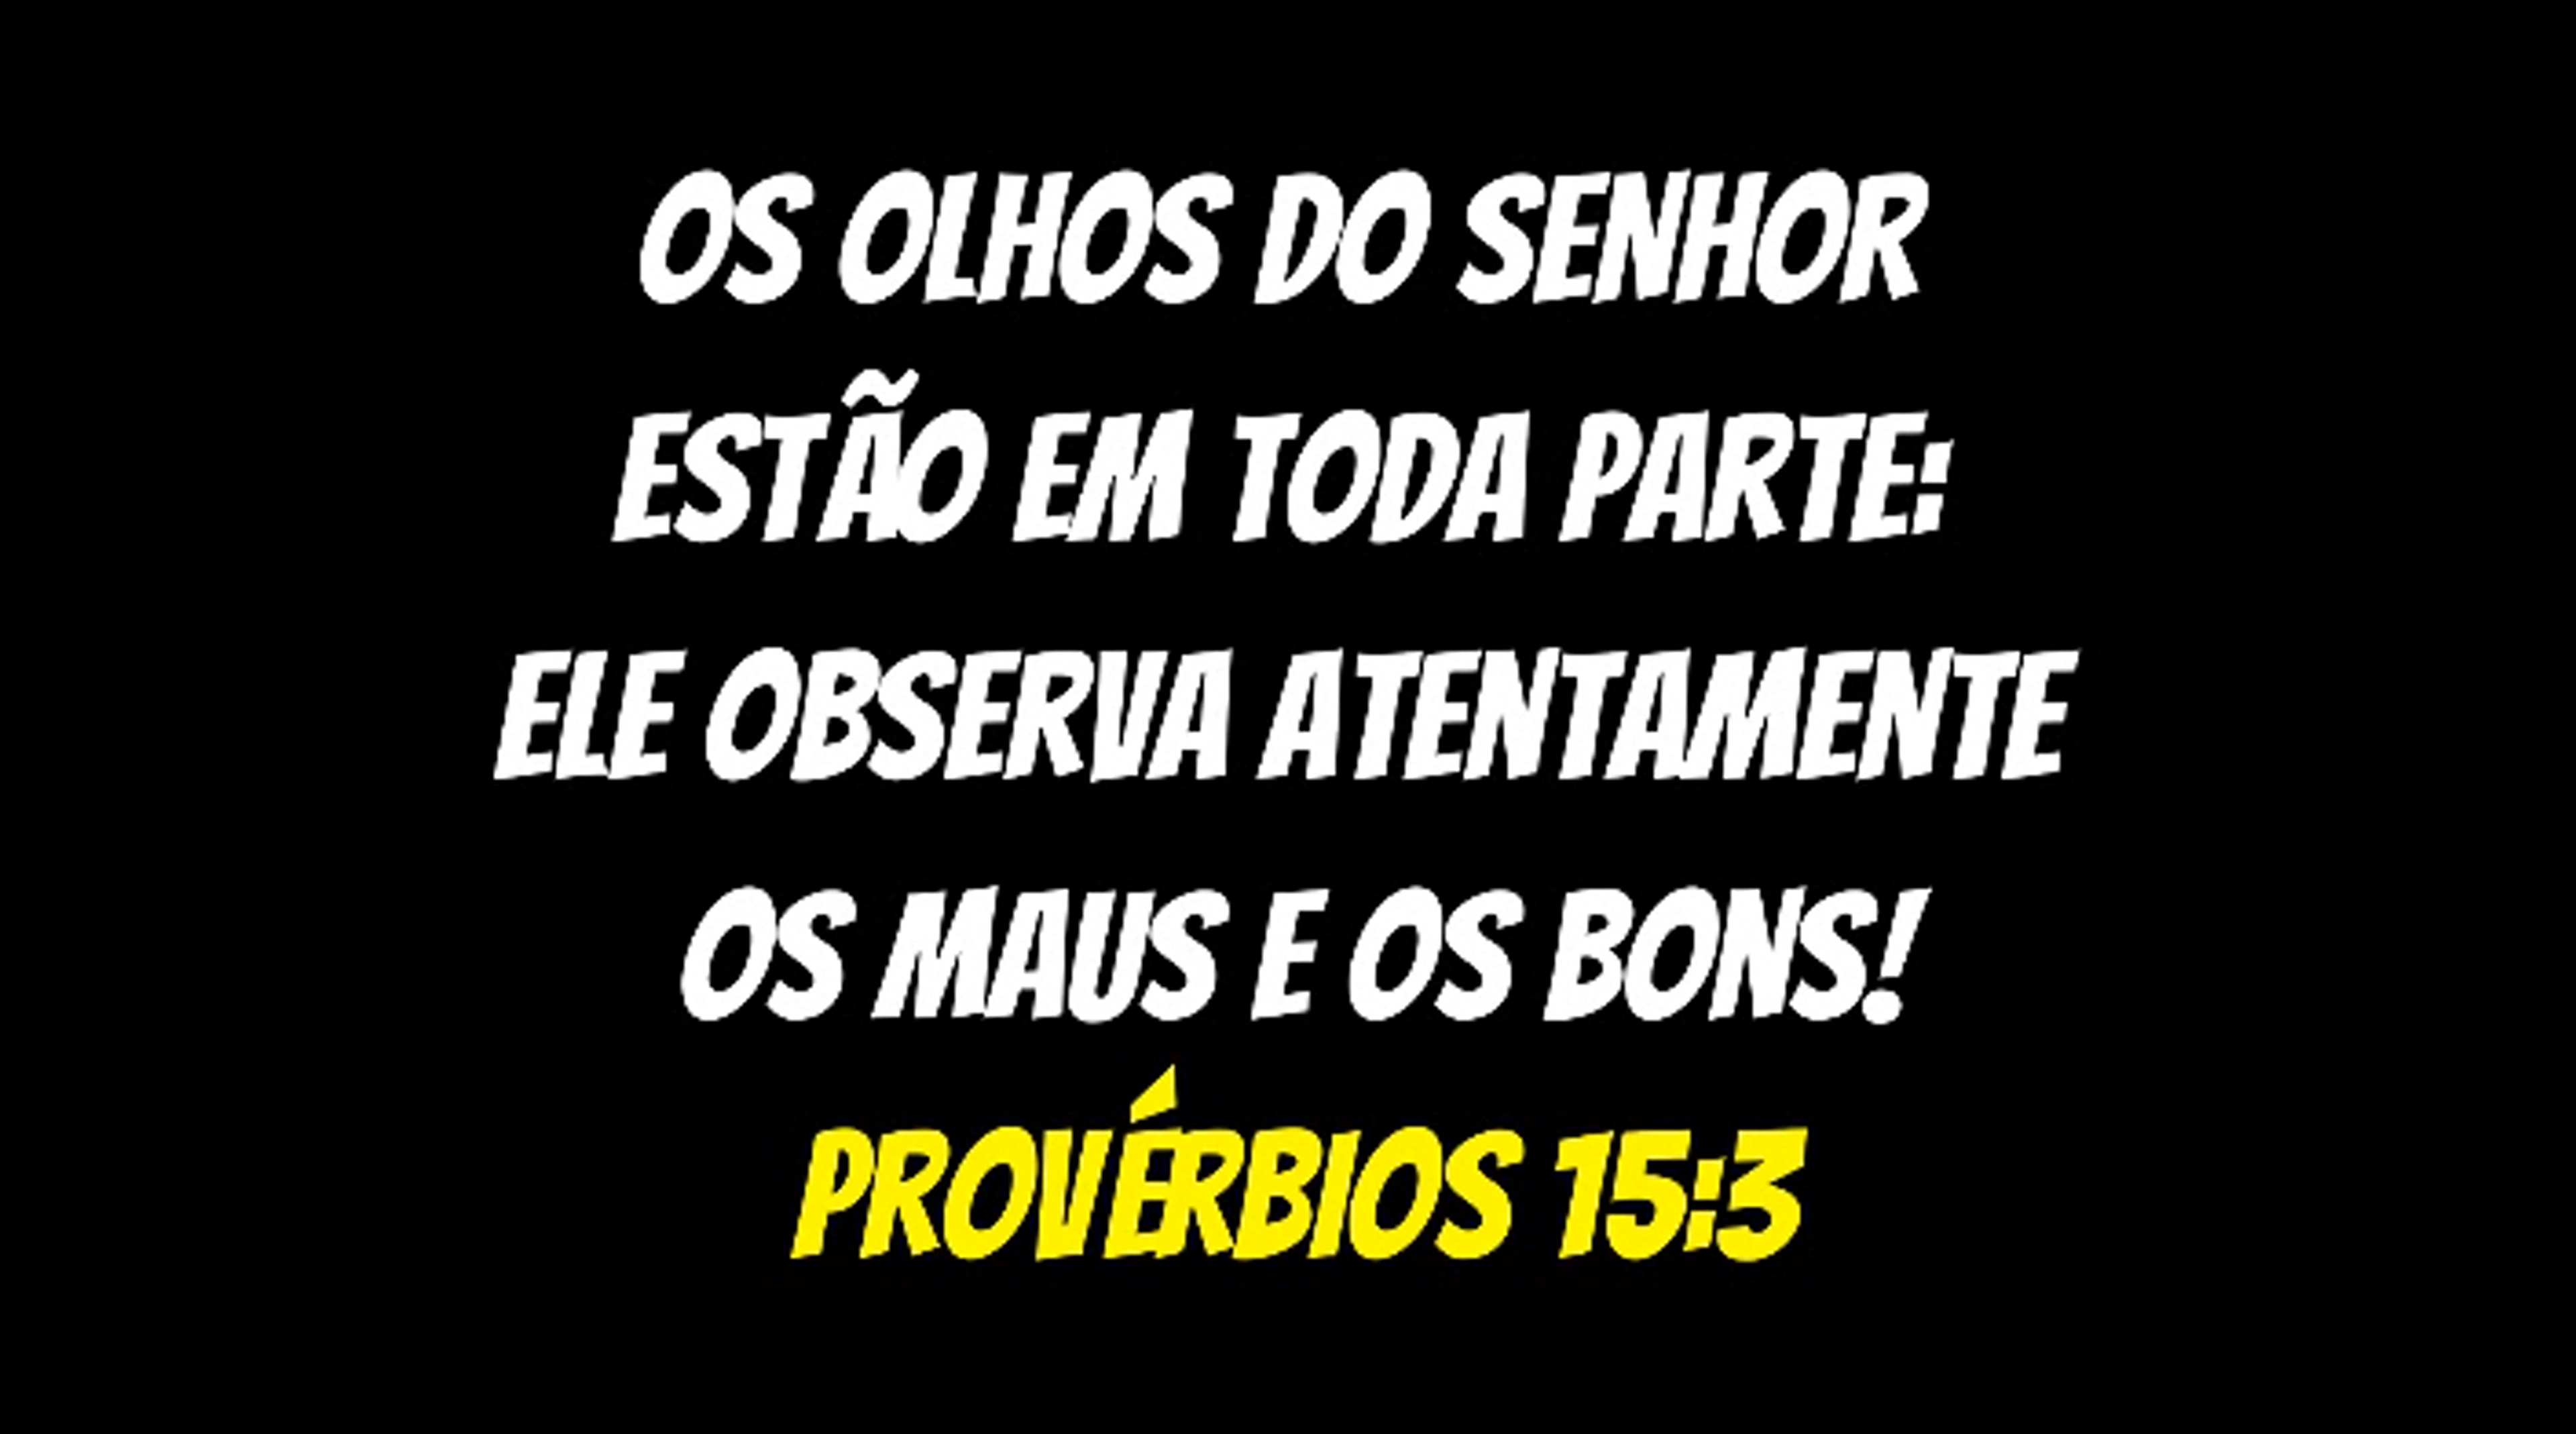 OS OLHOS DO SENHOR
ESTÃO EM TODA PARTE:
ELE OBSERVA ATENTAMENTE
OS MAUS E OS BONS!
PROVÉRBIOS 15:3